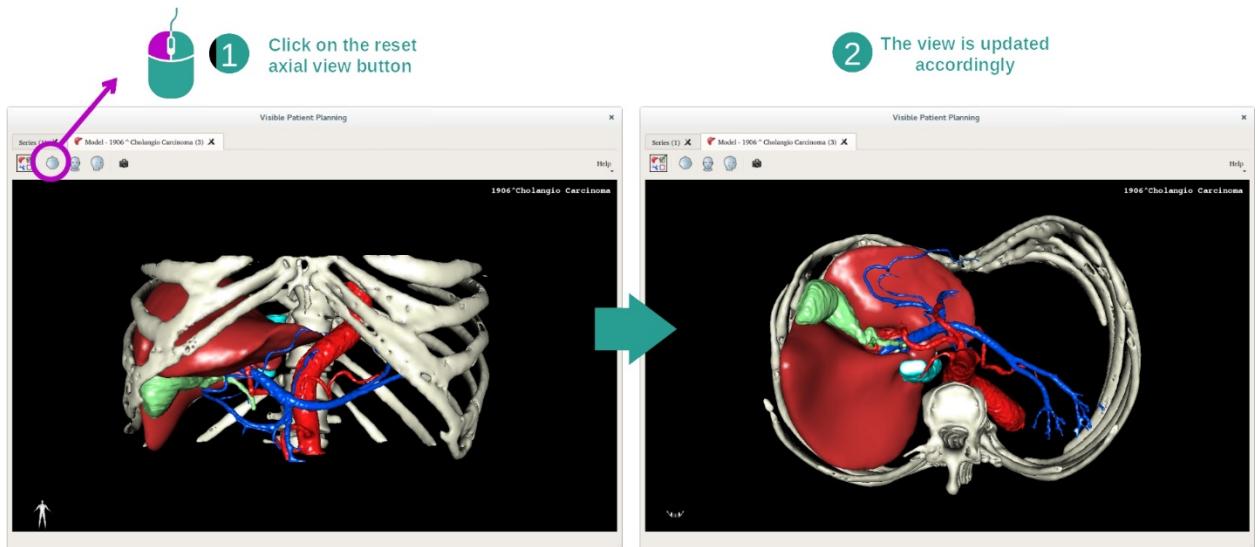 1
Click on the reset
axial view button
2
The view is updated
accordingly
Visible Patient Planning
Series (1)
Model - 1906 ^ Cholangio Carcinoma (3)
Help
1906^Cholangio Carcinoma
Visible Patient Planning
Series (1)
Model - 1906 ^ Cholangio Carcinoma (3)
Help
1906^Cholangio Carcinoma